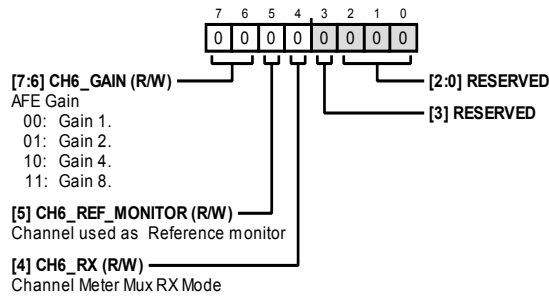 7 6 5 4 3 2 1 0
0 0 0 0 0 0 0 0
[7:6] CH6_GAIN (R/W)
AFE Gain
00: Gain 1.
01: Gain 2.
10: Gain 4.
11: Gain 8.
[5] CH6_REF_MONITOR (R/W)
Channel used as Reference monitor
[4] CH6_RX (R/W)
Channel Meter Mux RX Mode
[2:0] RESERVED
[3] RESERVED